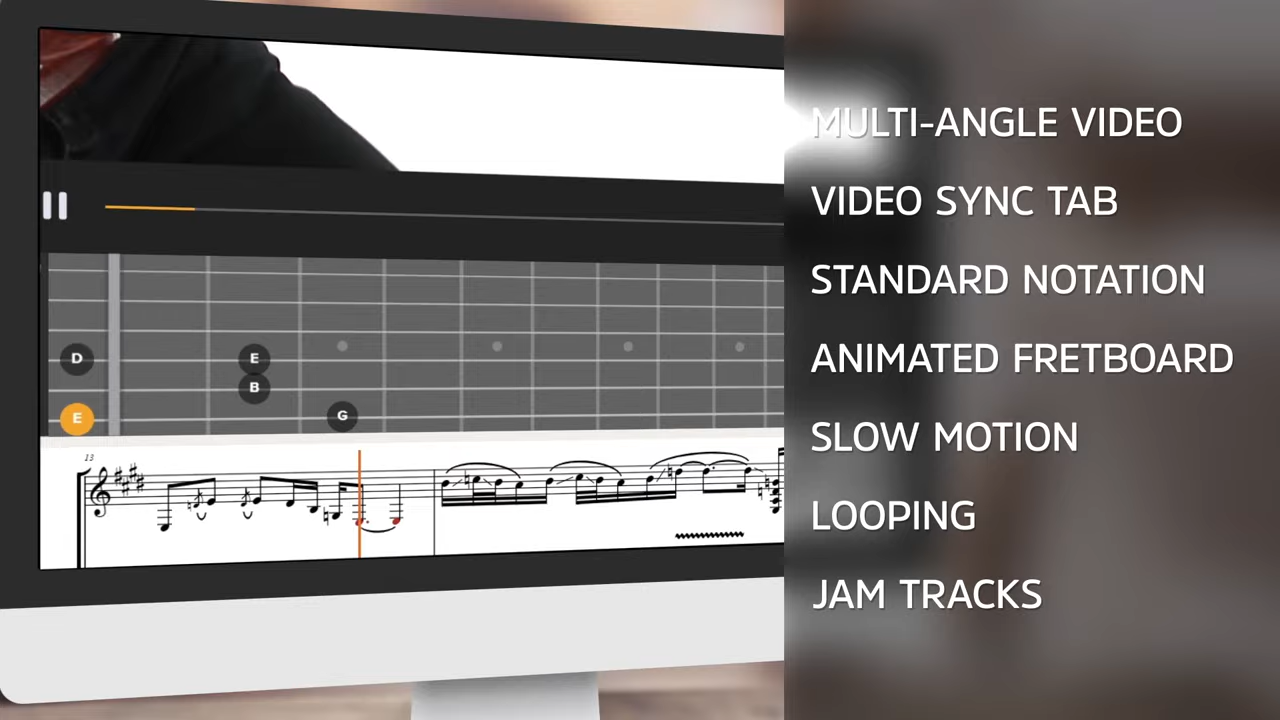 MULTI-ANGLE VIDEO
VIDEO SYNC TAB
STANDARD NOTATION
ANIMATED FRETBOARD
SLOW MOTION
LOOPING
JAM TRACKS
D
E
B
E
G
13